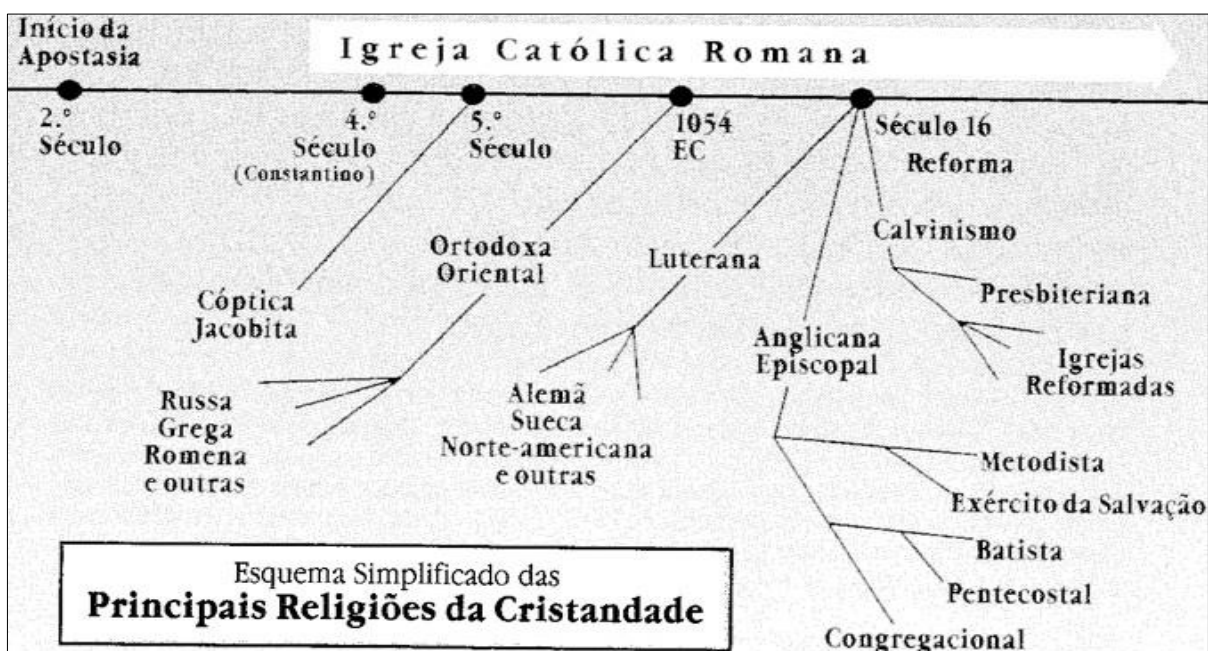 Início da
Apostasia
Igreja Católica Romana
2.º
Século
4.º
Século
(Constantino)
5.º
Século
1054
EC
Século 16
Reforma
Cóptica
Jacobita
Ortodoxa
Oriental
Russa
Grega
Romena
e outras
Luterana
Alemã
Sueca
Norte-americana
e outras
Anglicana
Episcopal
Calvinismo
Presbiteriana
Igrejas
Reformadas
Metodista
Exército da Salvação
Batista
Pentecostal
Congregacional
Esquema Simplificado das
Principais Religiões da Cristandade